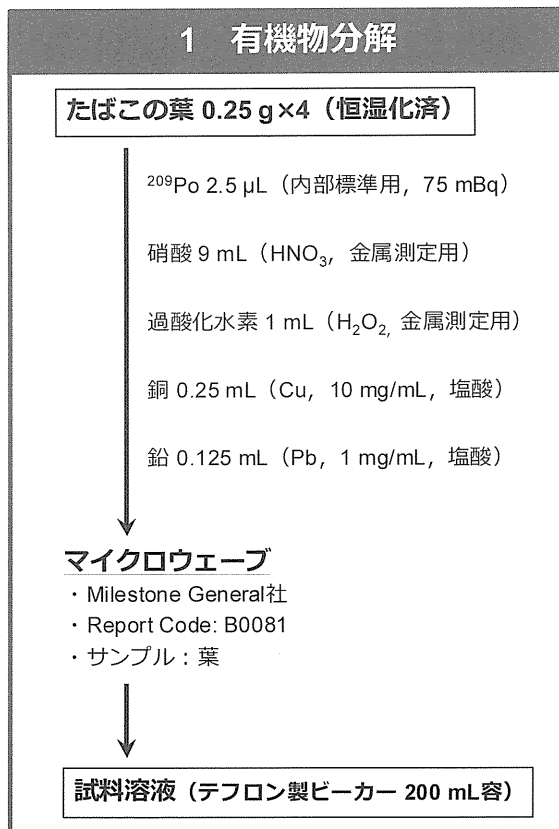 1 有機物分解
たばこの葉 0.25 g×4（恒湿化済）
²⁰⁹Po 2.5 µL（内部標準用，75 mBq）
硝酸 9 mL（HNO₃，金属測定用）
過酸化水素 1 mL（H₂O₂, 金属測定用）
銅 0.25 mL（Cu，10 mg/mL，塩酸）
鉛 0.125 mL（Pb，1 mg/mL，塩酸）
マイクロウェーブ
・Milestone General社
・Report Code: B0081
・サンプル：葉
試料溶液（テフロン製ビーカー 200 mL容）